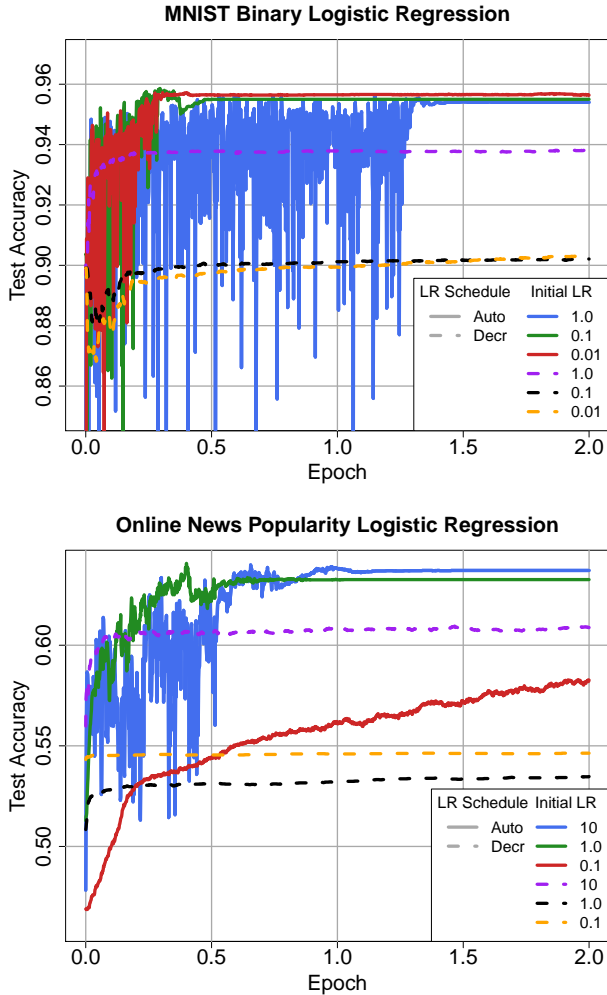 MNIST Binary Logistic Regression
Test Accuracy
0.96
0.94
0.92
0.90
0.88
0.86
LR Schedule Initial LR
Auto 1.0
Decr 0.1
0.01
1.0
0.1
0.01
0.0 0.5 1.0 1.5 2.0
Epoch
Online News Popularity Logistic Regression
Test Accuracy
0.60
0.55
0.50
LR Schedule Initial LR
Auto 10
Decr 1.0
0.1
10
1.0
0.1
0.0 0.5 1.0 1.5 2.0
Epoch